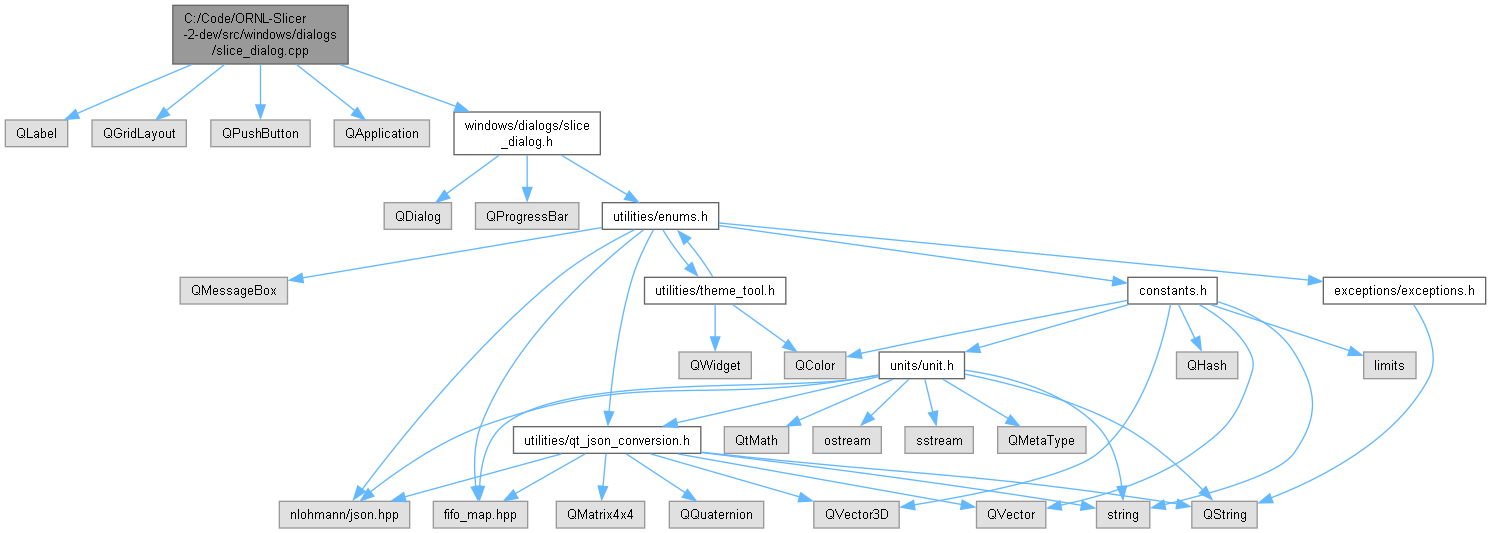 C:/Code/ORNL-Slicer
-2-dev/src/windows/dialogs
/slice_dialog.cpp
QLabel
QGridLayout
QPushButton
QApplication
windows/dialogs/slice
_dialog.h
QDialog
QProgressBar
utilities/enums.h
QMessageBox
utilities/theme_tool.h
constants.h
exceptions/exceptions.h
QWidget
QColor
units/unit.h
QHash
limits
utilities/qt_json_conversion.h
QtMath
ostream
sstream
QMetaType
nlohmann/json.hpp
fifo_map.hpp
QMatrix4x4
QQuaternion
QVector3D
QVector
string
QString